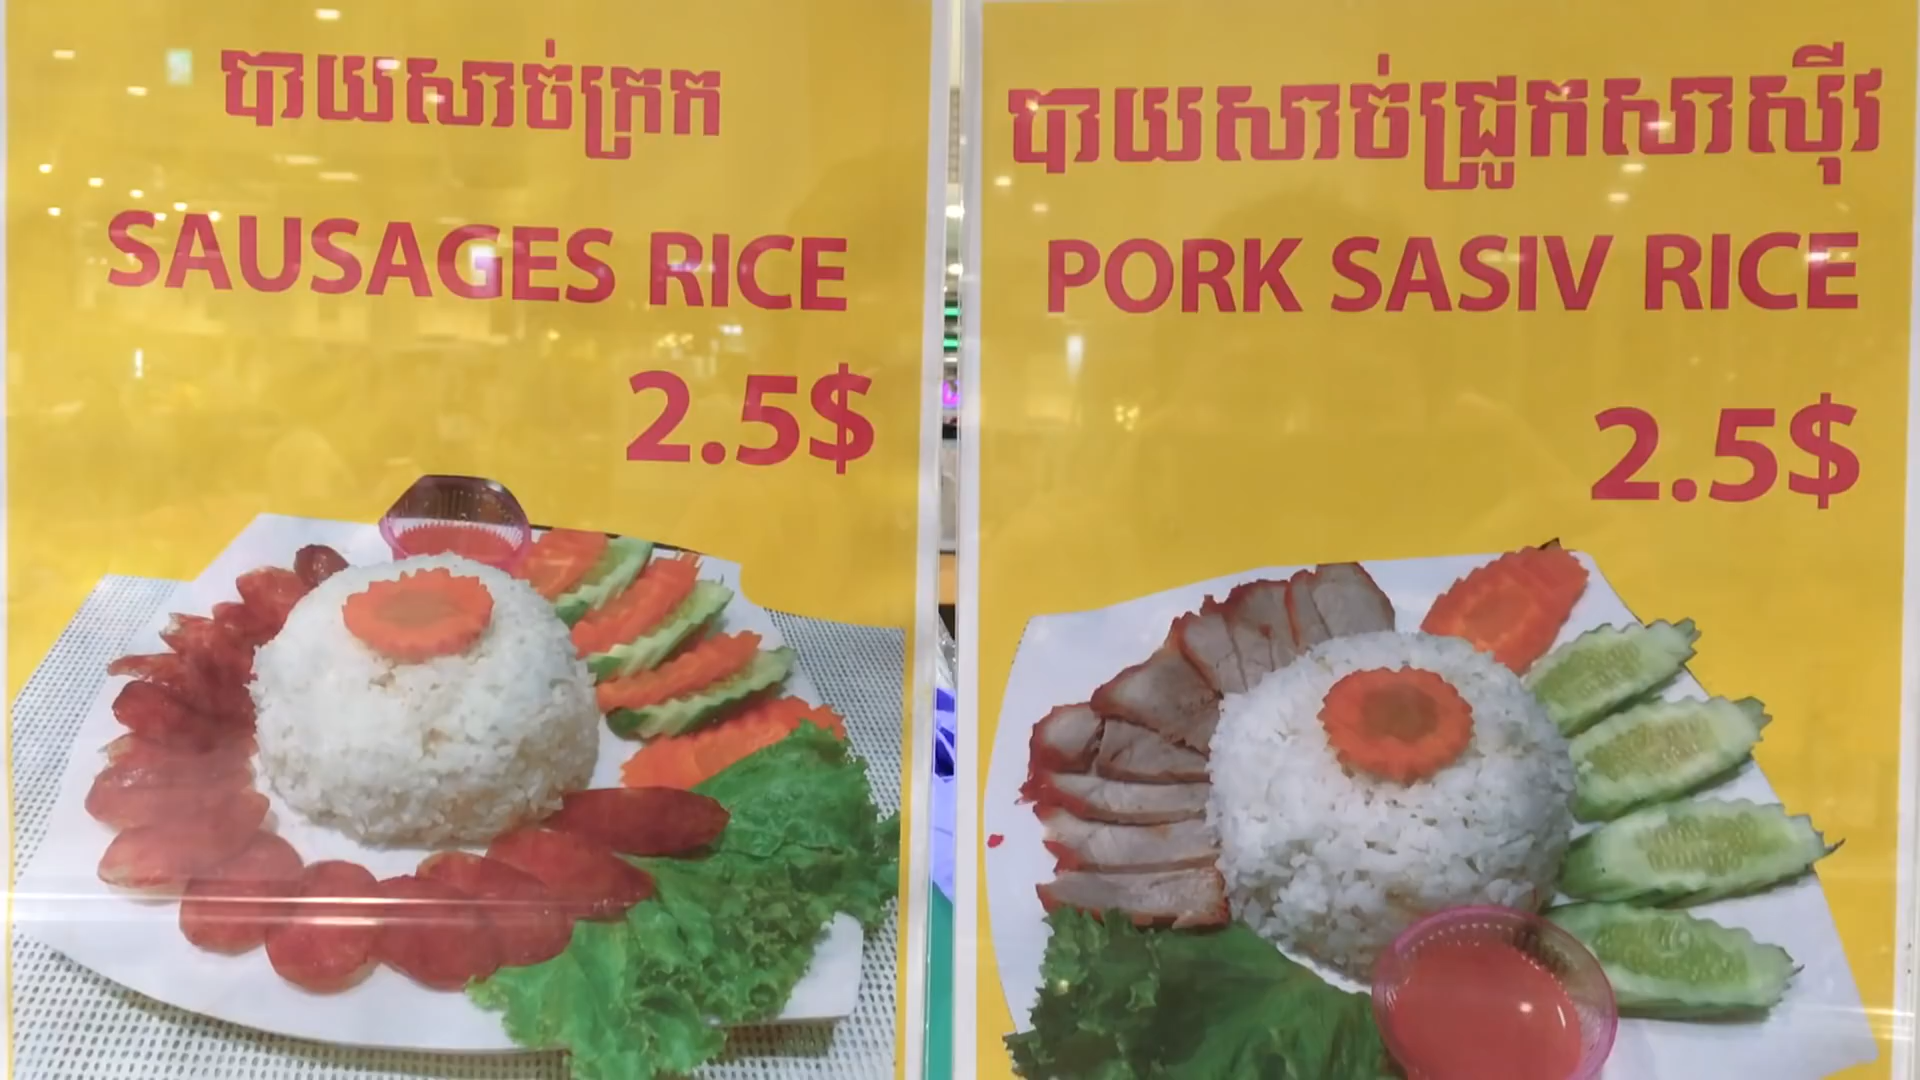 បាយសាច់ក្រក
SAUSAGES RICE
2.5$
បាយសាច់ជ្រូកសាស៊ីវ
PORK SASIV RICE
2.5$